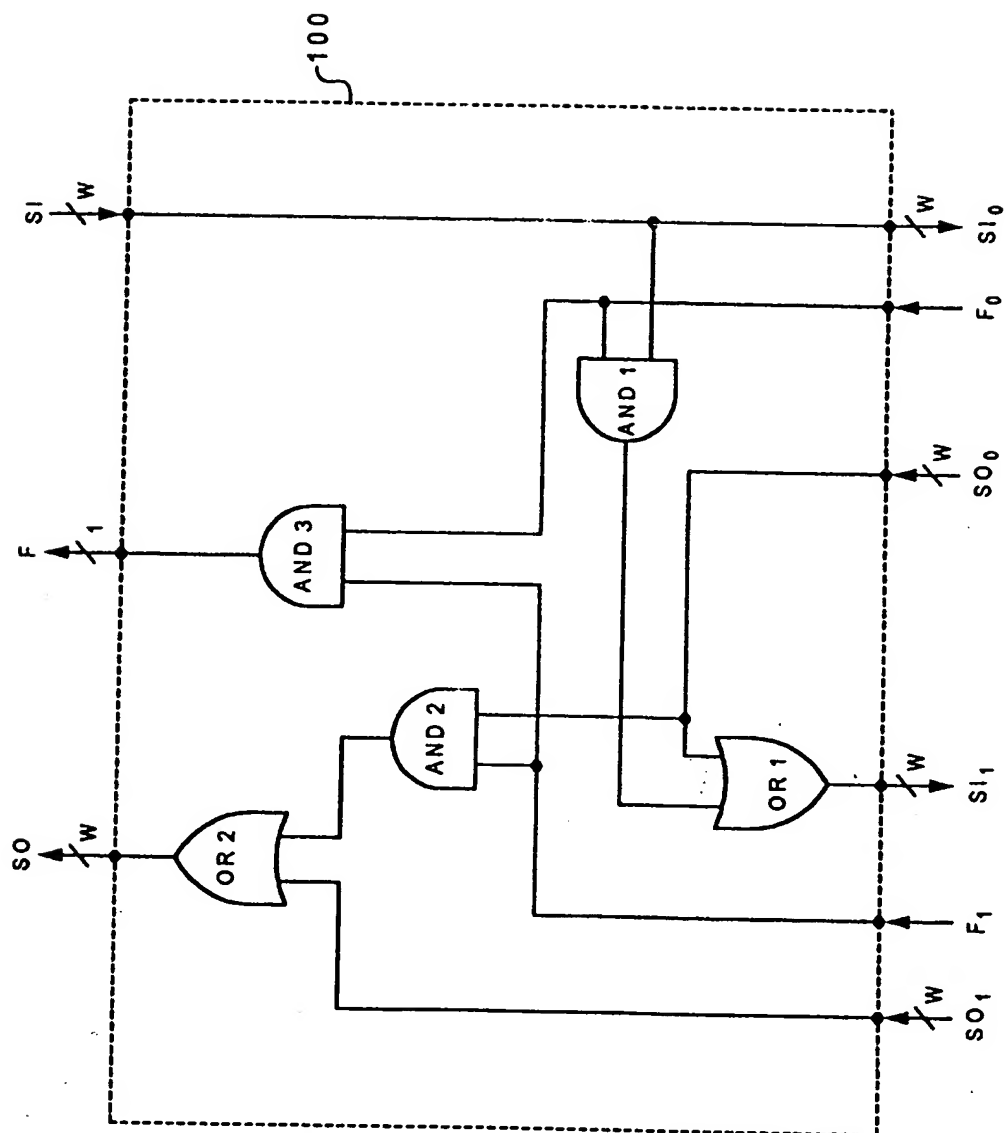 100
SI
W
F
1
SO
W
AND 3
AND 1
AND 2
OR 2
OR 1
W
SI₀
F₀
W
SO₀
W
SI₁
F₁
W
SO₁